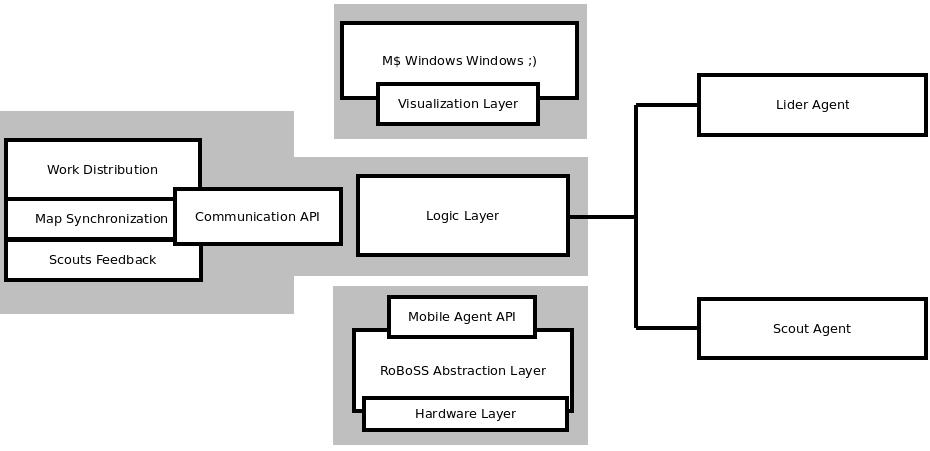 M$ Windows Windows ;)
Visualization Layer
Lider Agent
Work Distribution
Map Synchronization
Communication API
Logic Layer
Scouts Feedback
Mobile Agent API
Scout Agent
RoBoSS Abstraction Layer
Hardware Layer